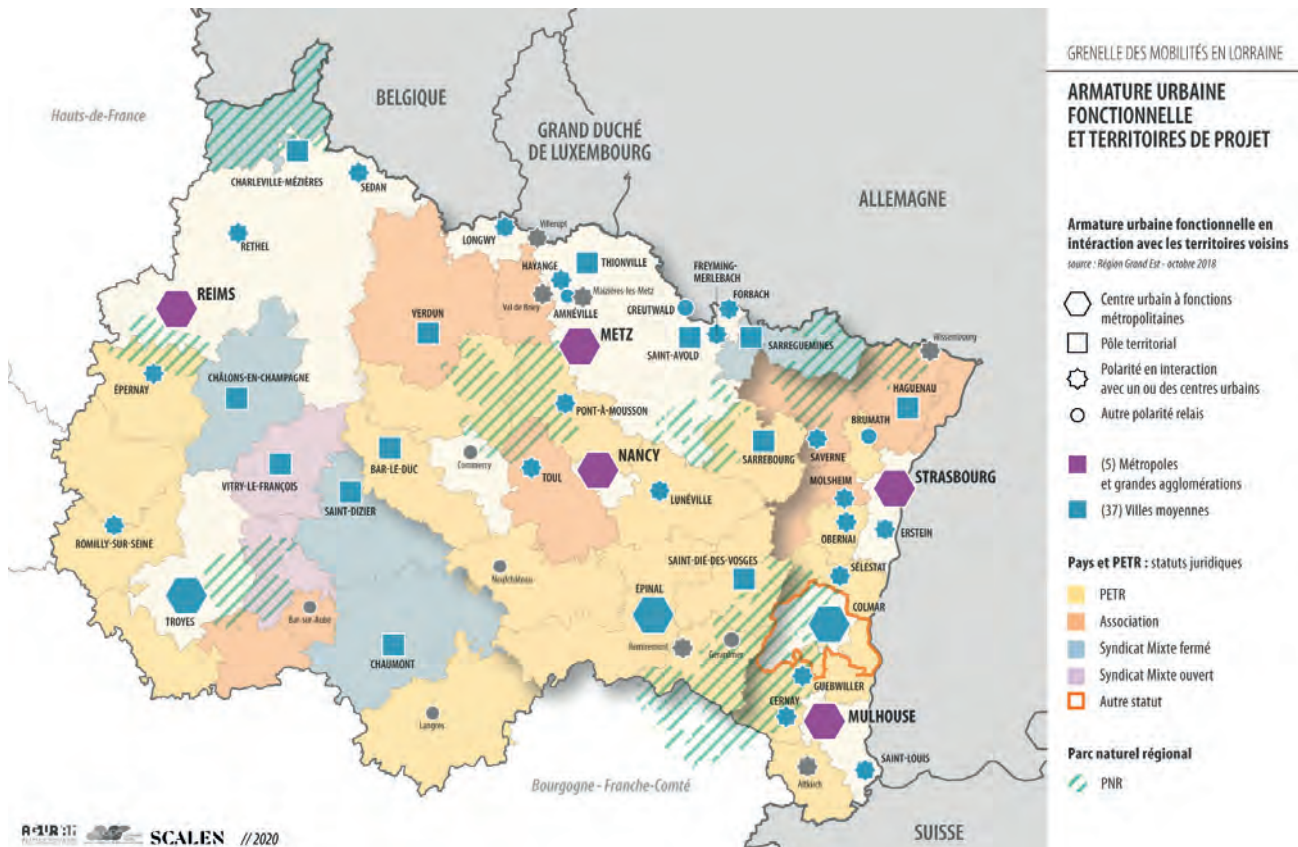 Hauts-de-France
BELGIQUE
GRAND DUCHÉ
DE LUXEMBOURG
ALLEMAGNE
CHARLEVILLE-MÉZIÈRES
SEDAN
RETHEL
LONGWY
Villerupt
HAYANGE
THIONVILLE
FREYMING-
MERLEBACH
FORBACH
Val de Briey
Maizières-les-Metz
AMNÉVILLE
CREUTWALD
REIMS
VERDUN
METZ
SAINT-AVOLD
SARREGUEMINES
Wissembourg
ÉPERNAY
CHÂLONS-EN-CHAMPAGNE
HAGUENAU
PONT-À-MOUSSON
BRUMATH
BAR-LE-DUC
Commercy
NANCY
SARREBOURG
SAVERNE
VITRY-LE-FRANÇOIS
TOUL
MOLSHEIM
STRASBOURG
SAINT-DIZIER
LUNÉVILLE
ROMILLY-SUR-SEINE
OBERNAI
ERSTEIN
SAINT-DIÉ-DES-VOSGES
SÉLESTAT
Neufchâteau
ÉPINAL
COLMAR
TROYES
Bar-sur-Aube
CHAUMONT
Remiremont
Gérardmer
GUEBWILLER
CERNAY
Langres
MULHOUSE
SAINT-LOUIS
Altkirch
Bourgogne - Franche-Comté
SUISSE
SCALEN // 2020
GRENELLE DES MOBILITÉS EN LORRAINE
ARMATURE URBAINE
FONCTIONNELLE
ET TERRITOIRES DE PROJET
Armature urbaine fonctionnelle en
intéraction avec les territoires voisins
source : Région Grand Est - octobre 2018
Centre urbain à fonctions
métropolitaines
Pôle territorial
Polarité en interaction
avec un ou des centres urbains
Autre polarité relais
(5) Métropoles
et grandes agglomérations
(37) Villes moyennes
Pays et PETR : statuts juridiques
PETR
Association
Syndicat Mixte fermé
Syndicat Mixte ouvert
Autre statut
Parc naturel régional
PNR